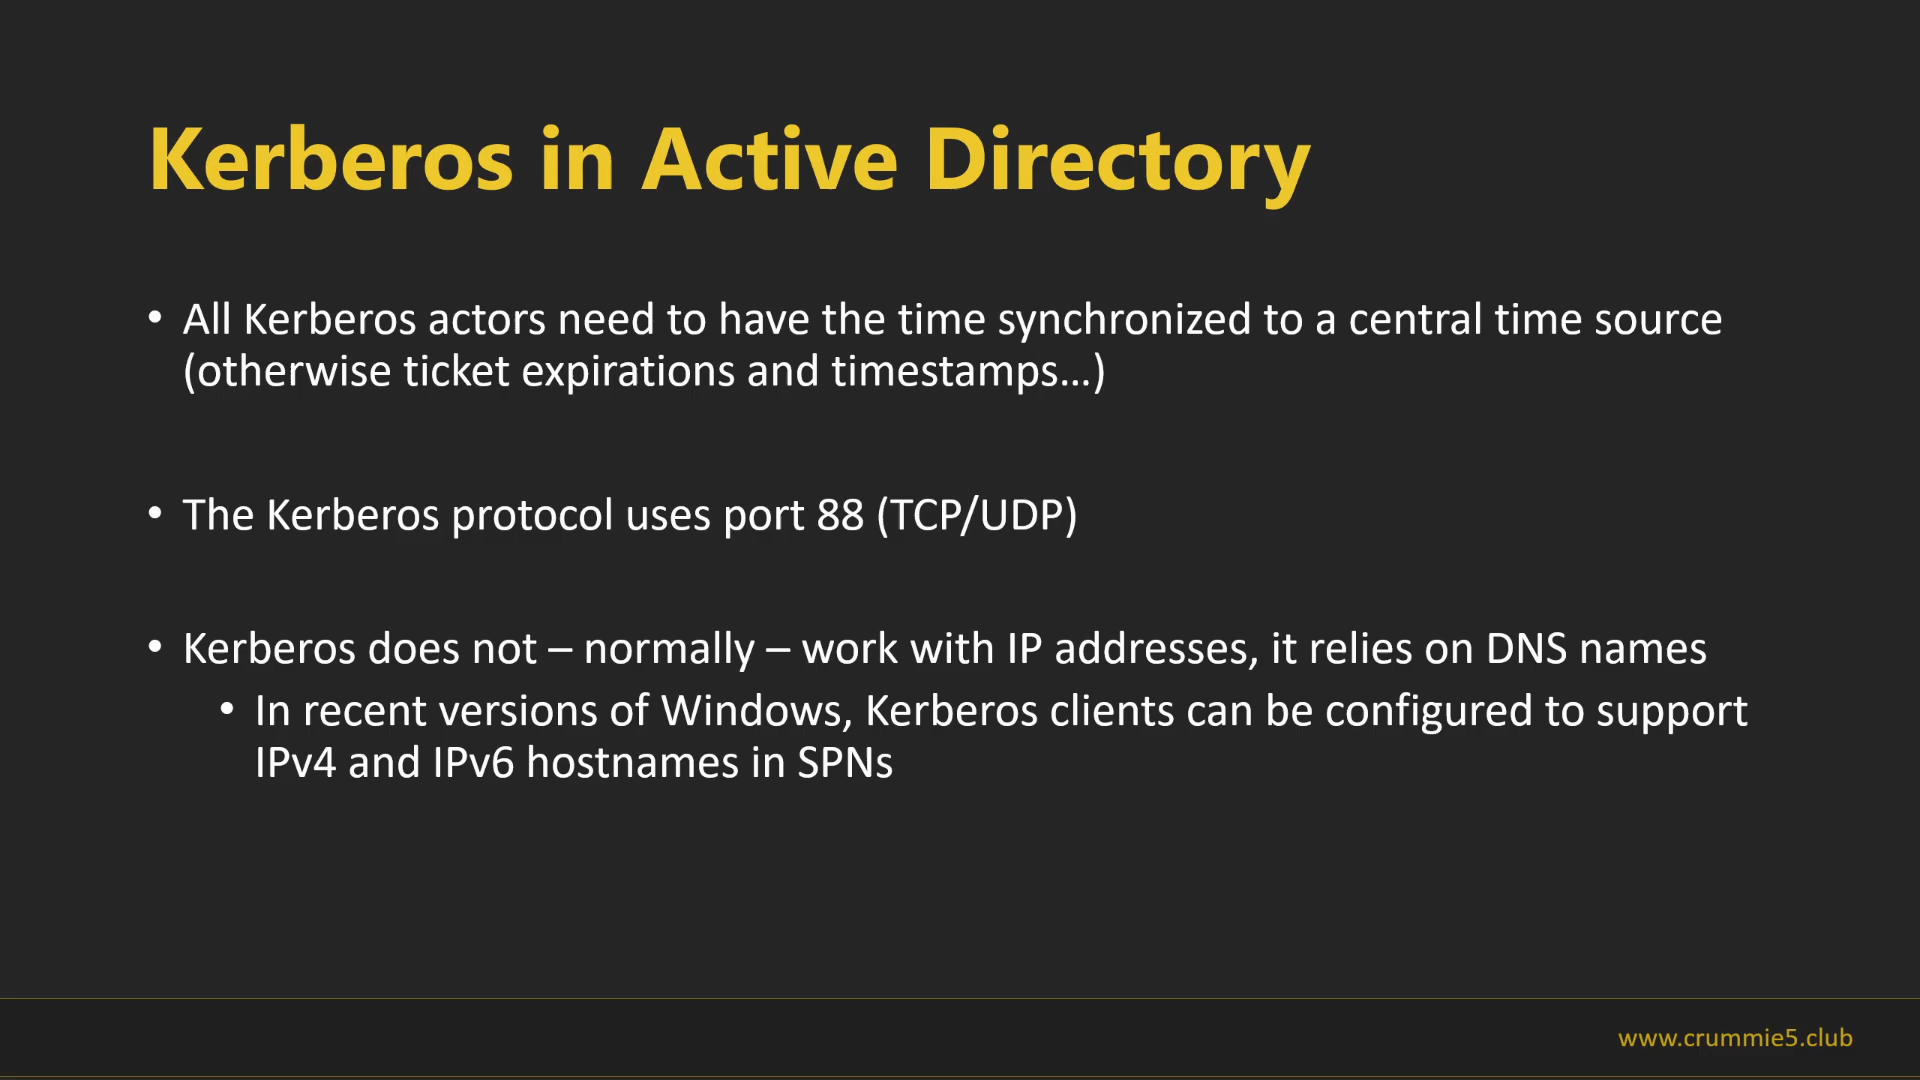 Kerberos in Active Directory
• All Kerberos actors need to have the time synchronized to a central time source
(otherwise ticket expirations and timestamps…)
• The Kerberos protocol uses port 88 (TCP/UDP)
• Kerberos does not – normally – work with IP addresses, it relies on DNS names
• In recent versions of Windows, Kerberos clients can be configured to support
IPv4 and IPv6 hostnames in SPNs
www.crummie5.club